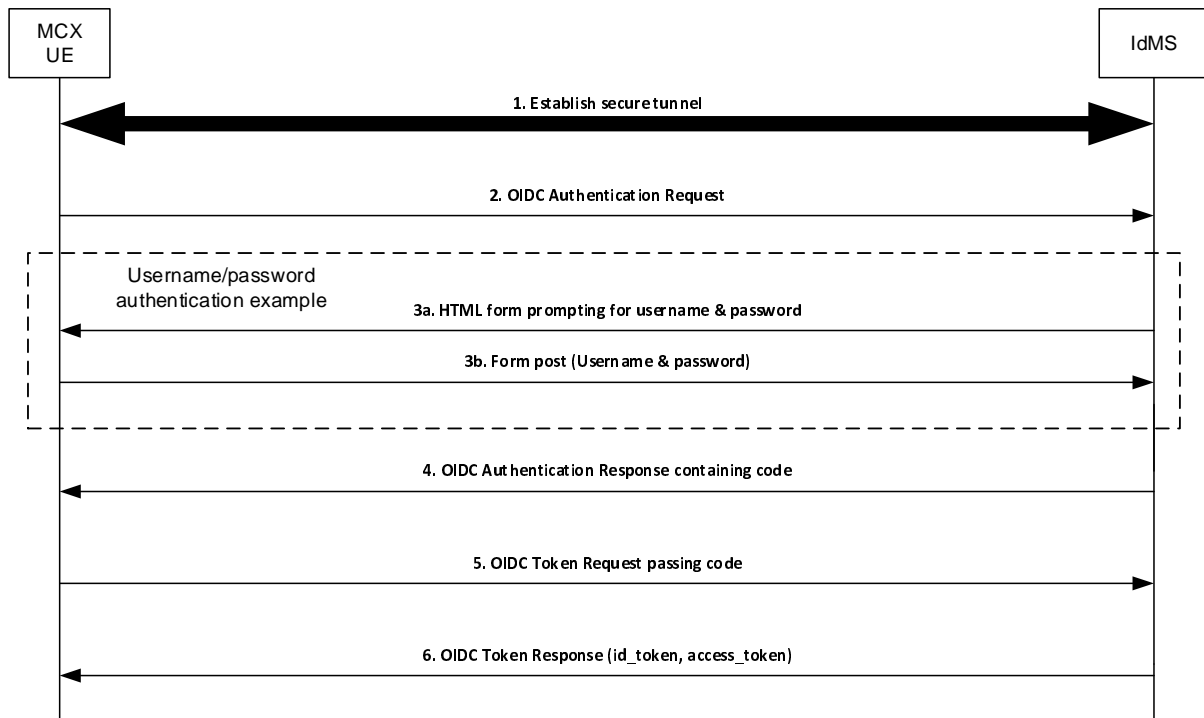 MCX
UE
IdMS
1. Establish secure tunnel
2. OIDC Authentication Request
Username/password
authentication example
3a. HTML form prompting for username & password
3b. Form post (Username & password)
4. OIDC Authentication Response containing code
5. OIDC Token Request passing code
6. OIDC Token Response (id_token, access_token)